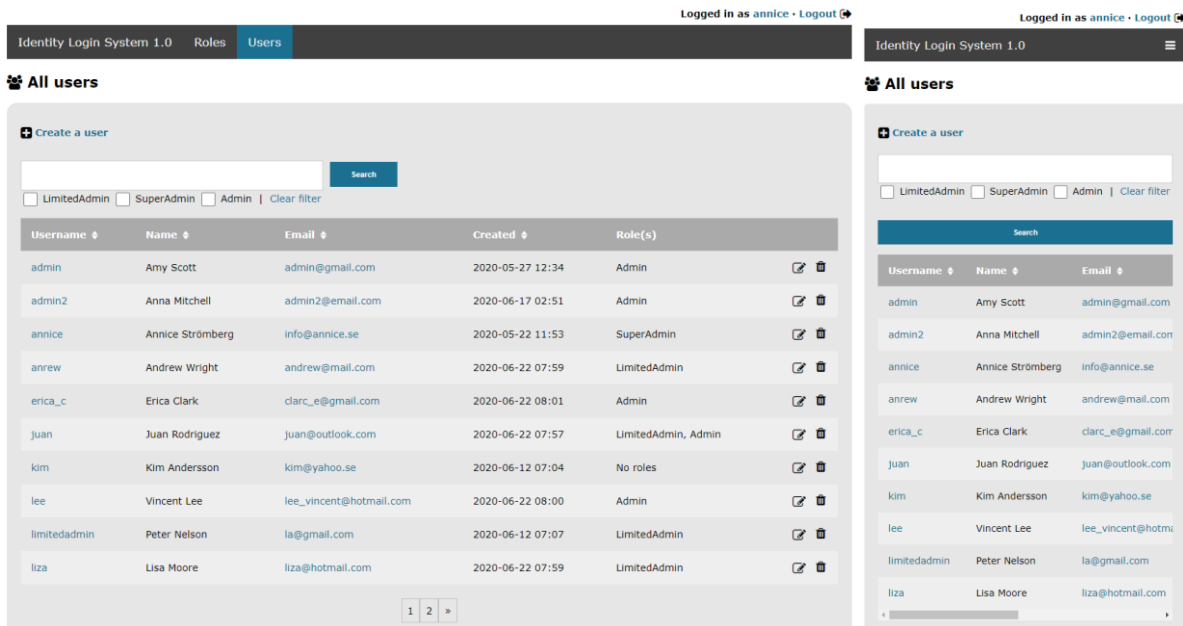 Logged in as annice · Logout
Identity Login System 1.0 Roles Users
All users
Create a user
Search
LimitedAdmin SuperAdmin Admin | Clear filter
Username Name Email Created Role(s)
admin Amy Scott admin@gmail.com 2020-05-27 12:34 Admin
admin2 Anna Mitchell admin2@email.com 2020-06-17 02:51 Admin
annice Annice Strömberg info@annice.se 2020-05-22 11:53 SuperAdmin
anrew Andrew Wright andrew@mail.com 2020-06-22 07:59 LimitedAdmin
erica_c Erica Clark clarc_e@gmail.com 2020-06-22 08:01 Admin
juan Juan Rodriguez juan@outlook.com 2020-06-22 07:57 LimitedAdmin, Admin
kim Kim Andersson kim@yahoo.se 2020-06-12 07:04 No roles
lee Vincent Lee lee_vincent@hotmail.com 2020-06-22 08:00 Admin
limitedadmin Peter Nelson la@gmail.com 2020-06-12 07:07 LimitedAdmin
liza Lisa Moore liza@hotmail.com 2020-06-22 07:59 LimitedAdmin
1 2 »
Logged in as annice · Logout
Identity Login System 1.0
All users
Create a user
LimitedAdmin SuperAdmin Admin | Clear filter
Search
Username Name Email
admin Amy Scott admin@gmail.com
admin2 Anna Mitchell admin2@email.com
annice Annice Strömberg info@annice.se
anrew Andrew Wright andrew@mail.com
erica_c Erica Clark clarc_e@gmail.com
juan Juan Rodriguez juan@outlook.com
kim Kim Andersson kim@yahoo.se
lee Vincent Lee lee_vincent@hotma
limitedadmin Peter Nelson la@gmail.com
liza Lisa Moore liza@hotmail.com